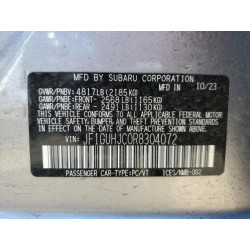 MFD BY SUBARU CORPORATION
10/23
GVWR/PNBV: 4817LB(2185KG)
GAWR/PNBE:FRONT- 2568LB(1165KG)
GAWR/PNBE:REAR - 2491LB(1130KG)
THIS VEHICLE CONFORMS TO ALL APPLICABLE
FEDERAL MOTOR VEHICLE SAFETY, BUMPER,
AND THEFT PREVENTION STANDARDS IN EFFECT
ON THE DATE OF MANUFACTURE SHOWN ABOVE.
VIN: JF1GUHJC0R8304072
PASSENGER CAR TYPE:PC/VT ICES/NMB-002